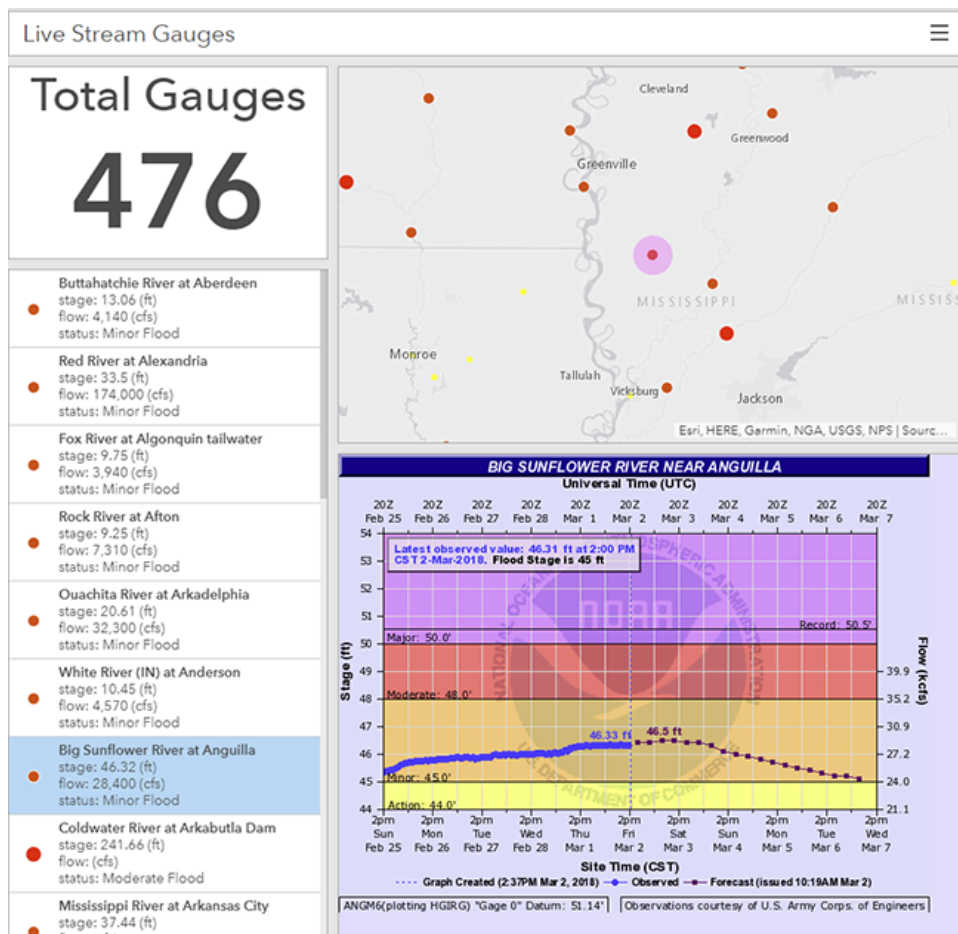 Live Stream Gauges
Total Gauges
476
Buttahatchie River at Aberdeen
stage: 13.06 (ft)
flow: 4,140 (cfs)
status: Minor Flood
Red River at Alexandria
stage: 33.5 (ft)
flow: 174,000 (cfs)
status: Minor Flood
Fox River at Algonquin tailwater
stage: 9.75 (ft)
flow: 3,940 (cfs)
status: Minor Flood
Rock River at Afton
stage: 9.25 (ft)
flow: 7,310 (cfs)
status: Minor Flood
Ouachita River at Arkadelphia
stage: 20.61 (ft)
flow: 32,300 (cfs)
status: Minor Flood
White River (IN) at Anderson
stage: 10.45 (ft)
flow: 4,570 (cfs)
status: Minor Flood
Big Sunflower River at Anguilla
stage: 46.32 (ft)
flow: 28,400 (cfs)
status: Minor Flood
Coldwater River at Arkabutla Dam
stage: 241.66 (ft)
flow: (cfs)
status: Moderate Flood
Mississippi River at Arkansas City
stage: 37.44 (ft)
Cleveland
Greenwood
Greenville
MISSISSIPPI
MISSISS
Monroe
Tallulah
Vicksburg
Jackson
Esri, HERE, Garmin, NGA, USGS, NPS | Sourc...
BIG SUNFLOWER RIVER NEAR ANGUILLA
Universal Time (UTC)
20Z 20Z 20Z 20Z 20Z 20Z 20Z 20Z 20Z 20Z 20Z
Feb 25 Feb 26 Feb 27 Feb 28 Mar 1 Mar 2 Mar 3 Mar 4 Mar 5 Mar 6 Mar 7
Latest observed value: 46.31 ft at 2:00 PM
CST 2-Mar-2018. Flood Stage is 45 ft
NOAA
NATIONAL OCEANIC AND ATMOSPHERIC ADMINISTRATION
U.S. DEPARTMENT OF COMMERCE
Record: 50.5'
Major: 50.0'
Moderate: 48.0'
46.33 ft
46.5 ft
Minor: 45.0'
Action: 44.0'
Stage (ft)
54
53
52
51
50
49
48
47
46
45
44
Flow (kcfs)
39.9
35.2
30.9
27.2
24.0
21.1
2pm 2pm 2pm 2pm 2pm 2pm 2pm 2pm 2pm 2pm 2pm
Sun Mon Tue Wed Thu Fri Sat Sun Mon Tue Wed
Feb 25 Feb 26 Feb 27 Feb 28 Mar 1 Mar 2 Mar 3 Mar 4 Mar 5 Mar 6 Mar 7
Site Time (CST)
Graph Created (2:37PM Mar 2, 2018) Observed Forecast (issued 10:19AM Mar 2)
ANGM6(plotting HGIRG) "Gage 0" Datum: 51.14'
Observations courtesy of U.S. Army Corps. of Engineers